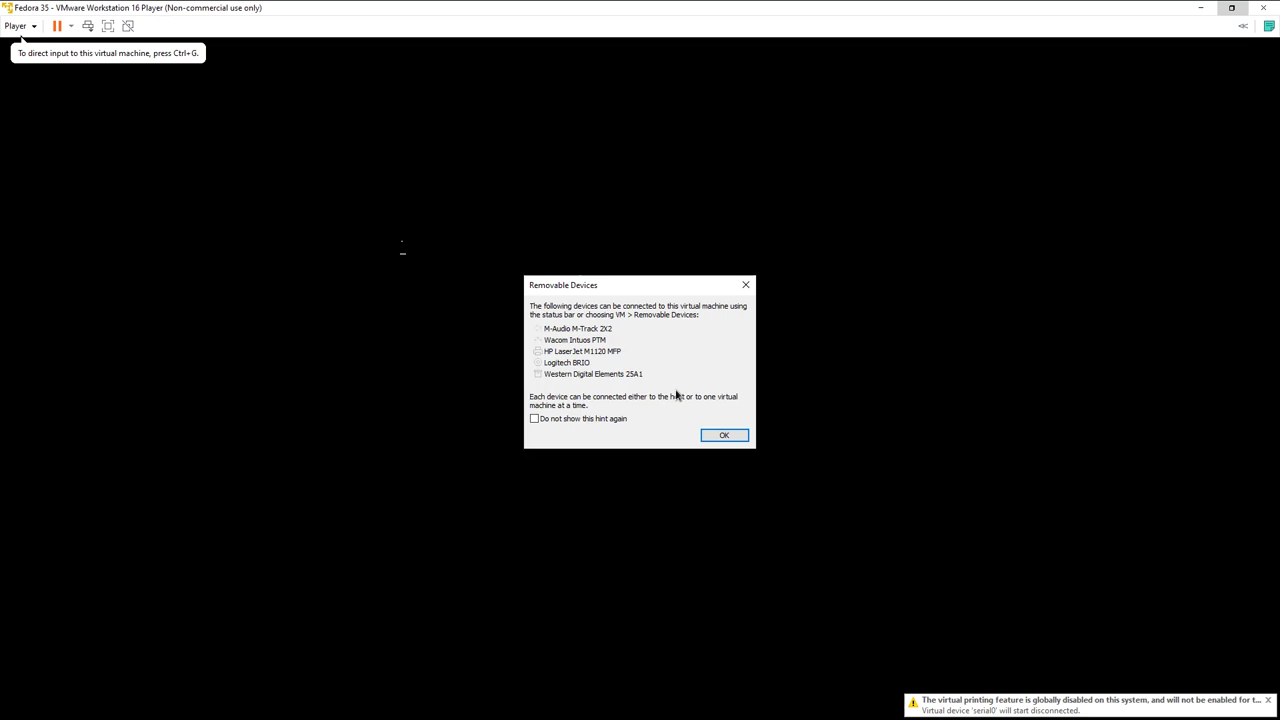 Fedora 35 - VMware Workstation 16 Player (Non-commercial use only)
Player
To direct input to this virtual machine, press Ctrl+G.
Removable Devices
The following devices can be connected to this virtual machine using
the status bar or choosing VM > Removable Devices:
M-Audio M-Track 2X2
Wacom Intuos PTM
HP LaserJet M1120 MFP
Logitech BRIO
Western Digital Elements 25A1
Each device can be connected either to the host or to one virtual
machine at a time.
Do not show this hint again
OK
The virtual printing feature is globally disabled on this system, and will not be enabled for t...
Virtual device 'serial0' will start disconnected.